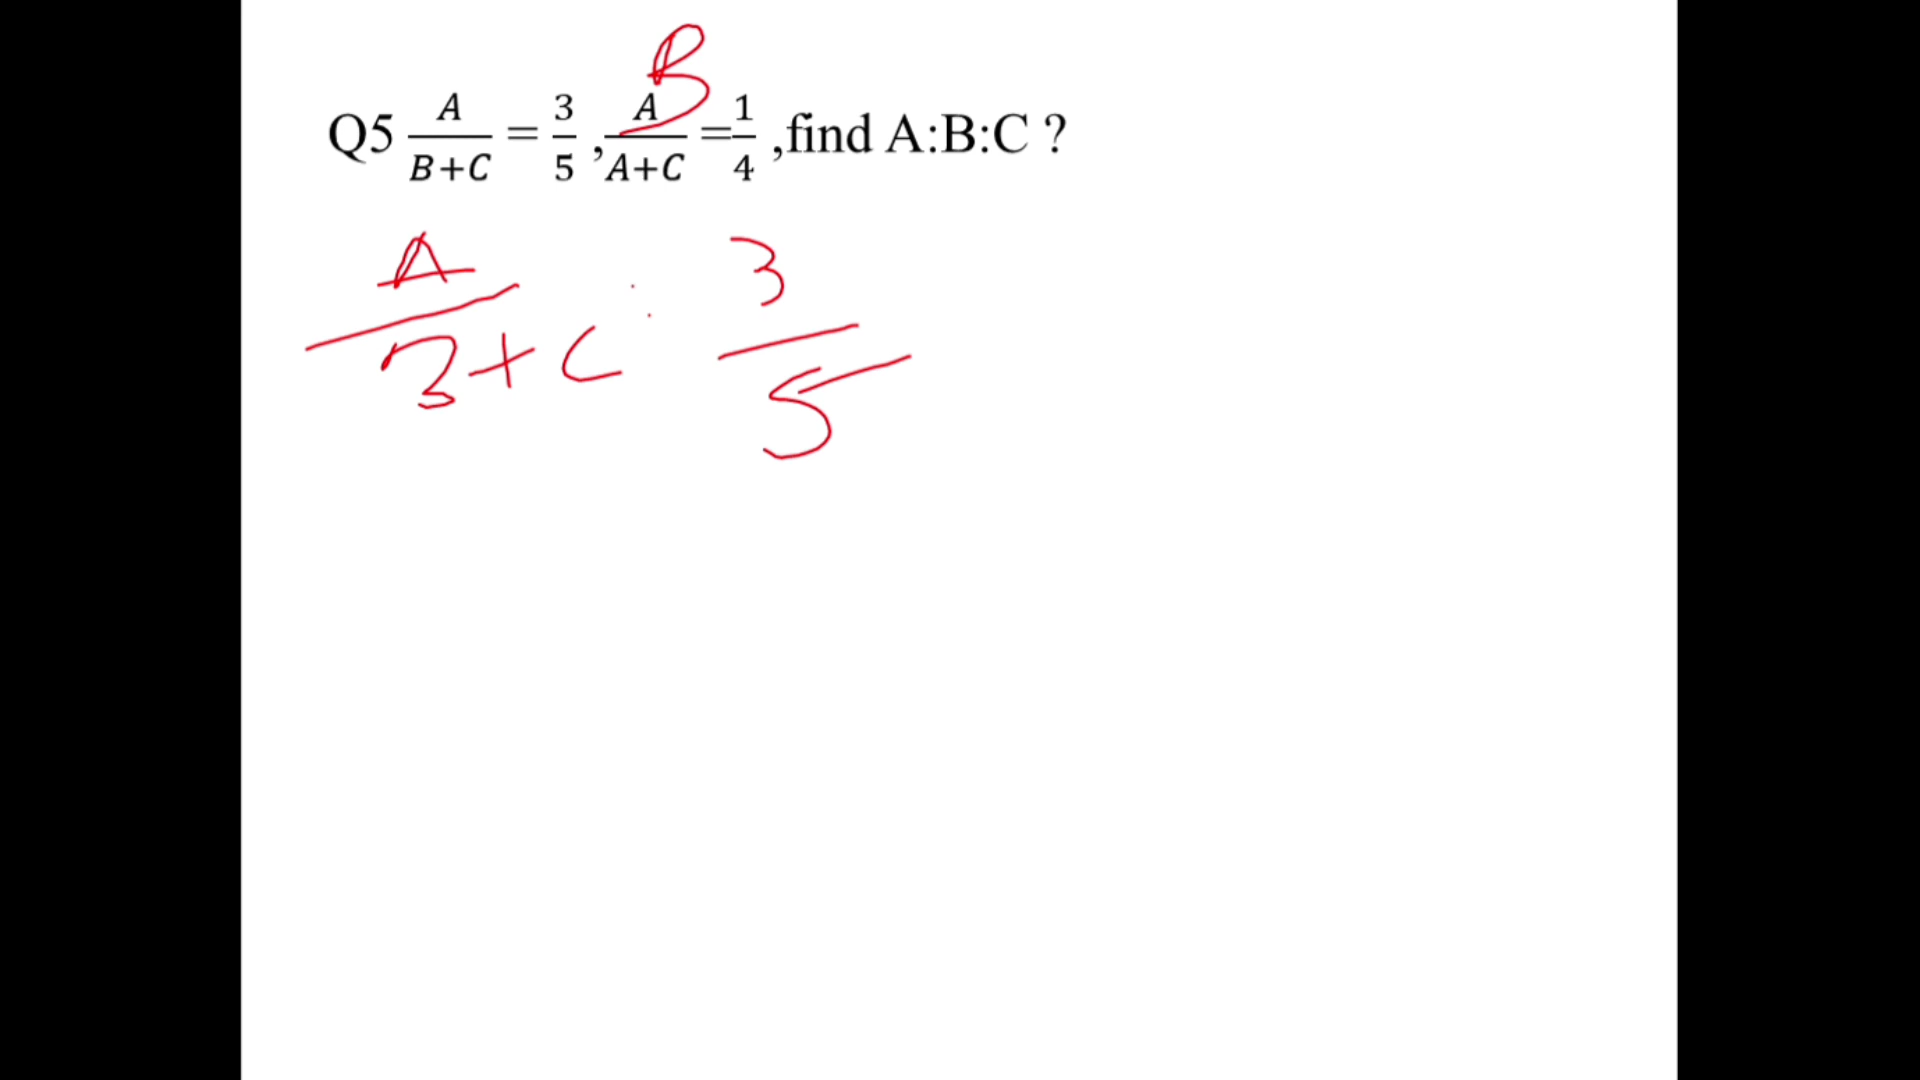 B
Q5 A/B+C = 3/5 , A/A+C = 1/4 ,find A:B:C ?
A/B+C : 3/5